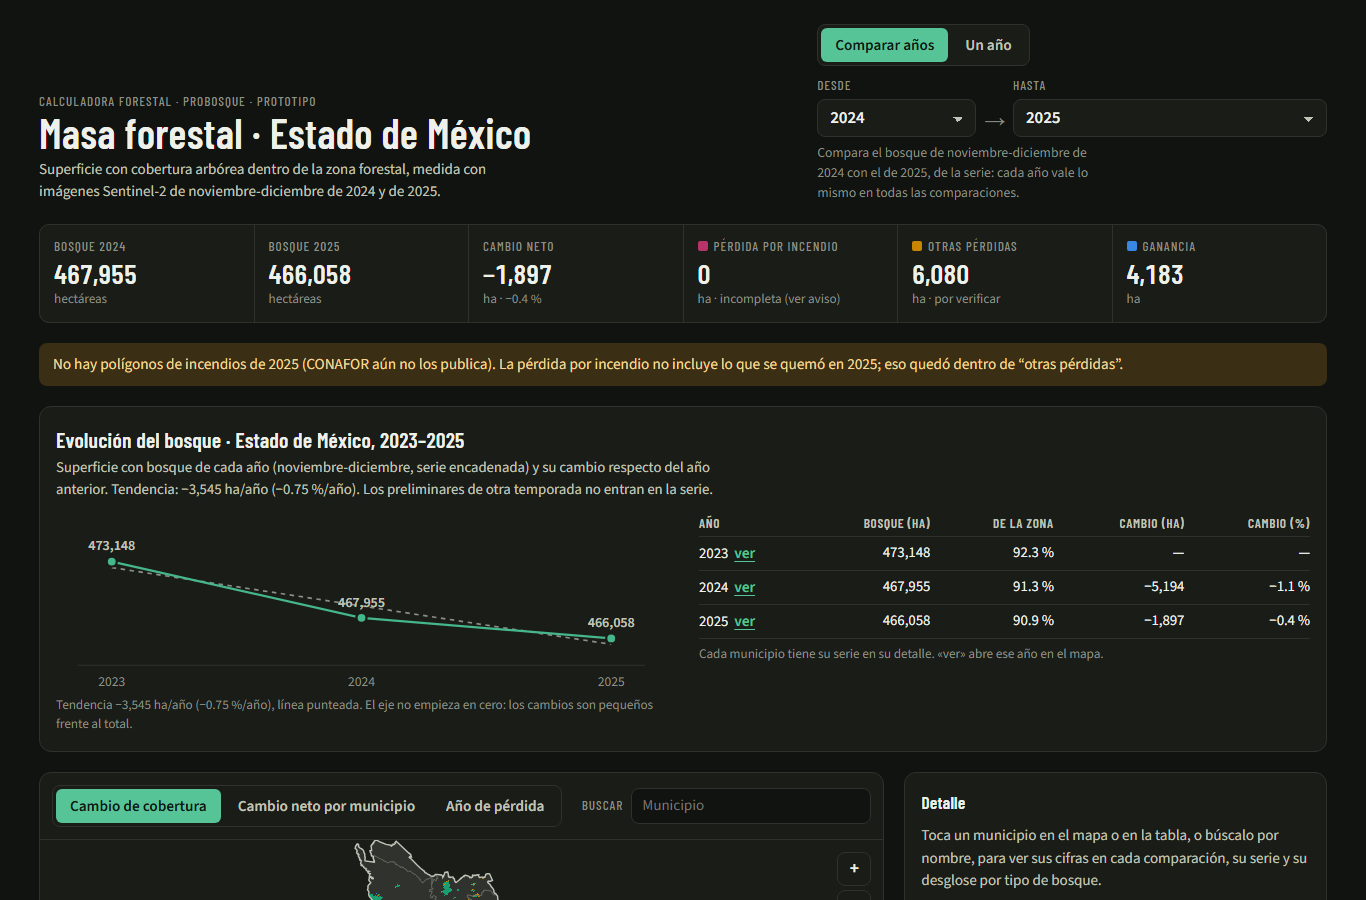 Comparar años
Un año
DESDE
HASTA
2024
→
2025
Compara el bosque de noviembre-diciembre de
2024 con el de 2025, de la serie: cada año vale lo
mismo en todas las comparaciones.
CALCULADORA FORESTAL · PROBOSQUE · PROTOTIPO
Masa forestal · Estado de México
Superficie con cobertura arbórea dentro de la zona forestal, medida con
imágenes Sentinel-2 de noviembre-diciembre de 2024 y de 2025.
BOSQUE 2024
467,955
hectáreas
BOSQUE 2025
466,058
hectáreas
CAMBIO NETO
−1,897
ha · −0.4 %
PÉRDIDA POR INCENDIO
0
ha · incompleta (ver aviso)
OTRAS PÉRDIDAS
6,080
ha · por verificar
GANANCIA
4,183
ha
No hay polígonos de incendios de 2025 (CONAFOR aún no los publica). La pérdida por incendio no incluye lo que se quemó en 2025; eso quedó dentro de “otras pérdidas”.
Evolución del bosque · Estado de México, 2023–2025
Superficie con bosque de cada año (noviembre-diciembre, serie encadenada) y su cambio respecto del año
anterior. Tendencia: −3,545 ha/año (−0.75 %/año). Los preliminares de otra temporada no entran en la serie.
473,148
467,955
466,058
2023
2024
2025
Tendencia −3,545 ha/año (−0.75 %/año), línea punteada. El eje no empieza en cero: los cambios son pequeños
frente al total.
AÑO BOSQUE (HA) DE LA ZONA CAMBIO (HA) CAMBIO (%)
2023 ver 473,148 92.3 % — —
2024 ver 467,955 91.3 % −5,194 −1.1 %
2025 ver 466,058 90.9 % −1,897 −0.4 %
Cada municipio tiene su serie en su detalle. «ver» abre ese año en el mapa.
Cambio de cobertura
Cambio neto por municipio
Año de pérdida
BUSCAR
Municipio
+
Detalle
Toca un municipio en el mapa o en la tabla, o búscalo por
nombre, para ver sus cifras en cada comparación, su serie y su
desglose por tipo de bosque.